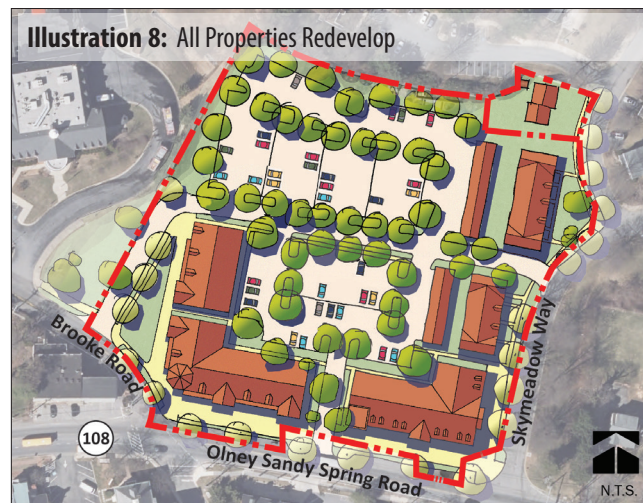 Illustration 8: All Properties Redevelop
Brooke Road
108
Olney Sandy Spring Road
Skymeadow Way
N.T.S.